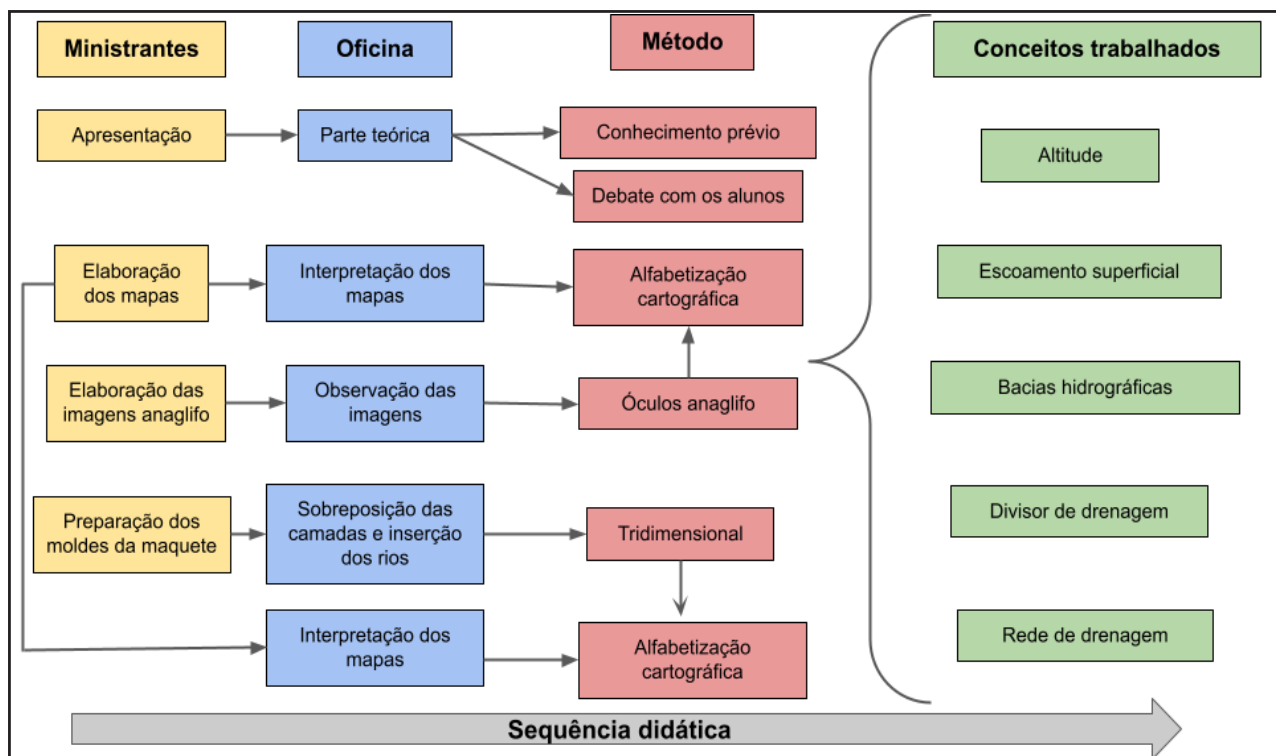 Ministrantes
Oficina
Método
Conceitos trabalhados
Apresentação
Parte teórica
Conhecimento prévio
Debate com os alunos
Altitude
Elaboração
dos mapas
Interpretação dos
mapas
Alfabetização
cartográfica
Escoamento superficial
Elaboração das
imagens anaglifo
Observação das
imagens
Óculos anaglifo
Bacias hidrográficas
Preparação dos
moldes da maquete
Sobreposição das
camadas e inserção
dos rios
Tridimensional
Divisor de drenagem
Interpretação dos
mapas
Alfabetização
cartográfica
Rede de drenagem
Sequência didática